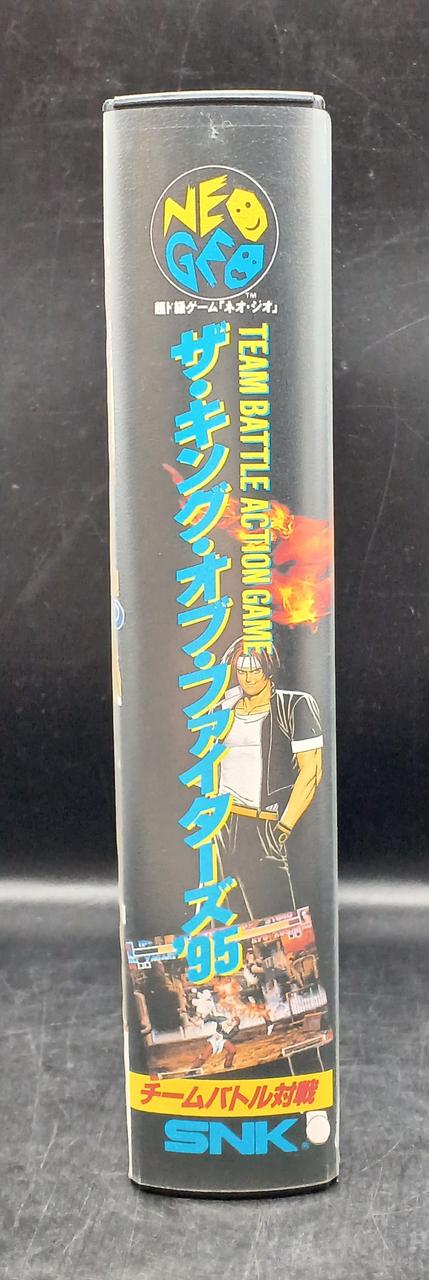 NEO
GEO
TM
超ド級ゲーム「ネオ・ジオ」
TEAM BATTLE ACTION GAME
ザ・キング・オブ・ファイターズ'95
チームバトル対戦
SNK®